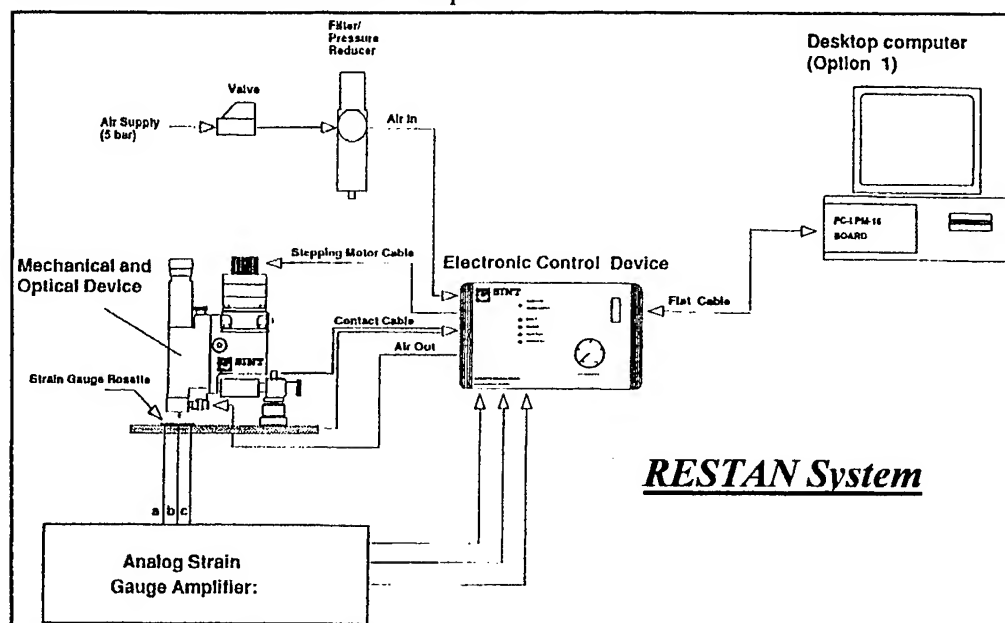 Filter/
Pressure
Reducer
Desktop computer
(Option 1)
Valve
Air Supply
(5 bar)
Air In
PC-LPM-16
BOARD
Stepping Motor Cable
Electronic Control Device
Mechanical and
Optical Device
SINT
Flat Cable
Contact Cable
Air Out
SINT
Strain Gauge Rosette
RESTAN System
a b c
Analog Strain
Gauge Amplifier: